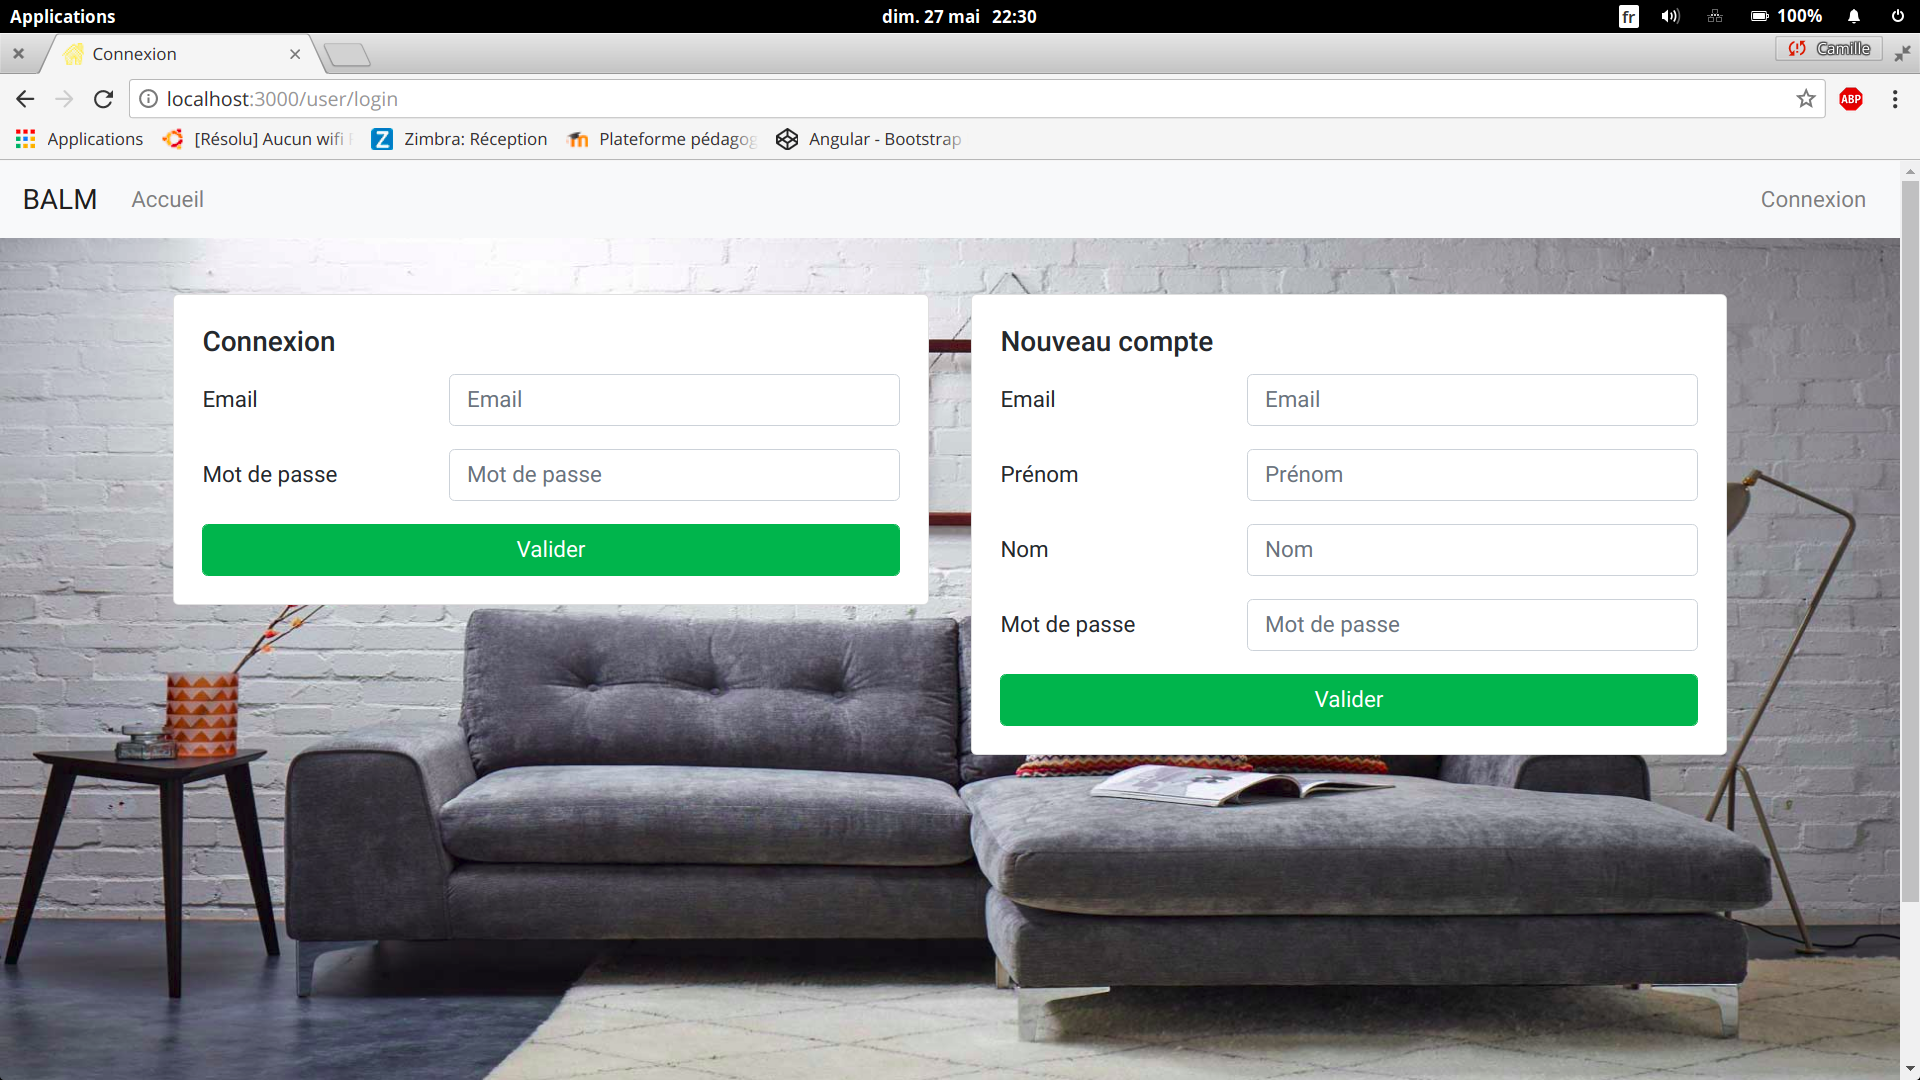 Applications
dim. 27 mai 22:30
fr
100%
Connexion
Camille
localhost:3000/user/login
ABP
Applications
[Résolu] Aucun wifi
Z Zimbra: Réception
Plateforme pédagog
Angular - Bootstrap
BALM
Accueil
Connexion
Connexion
Email
Email
Mot de passe
Mot de passe
Valider
Nouveau compte
Email
Email
Prénom
Prénom
Nom
Nom
Mot de passe
Mot de passe
Valider